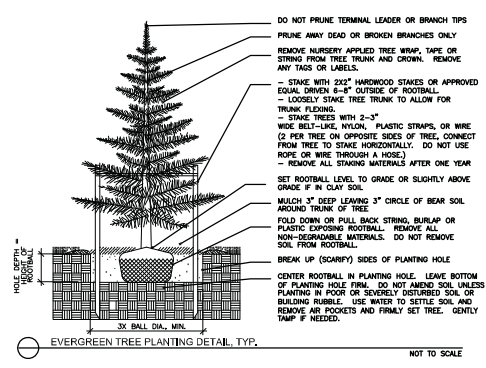 DO NOT PRUNE TERMINAL LEADER OR BRANCH TIPS
PRUNE AWAY DEAD OR BROKEN BRANCHES ONLY
REMOVE NURSERY APPLIED TREE WRAP, TAPE OR
STRING FROM TREE TRUNK AND CROWN. REMOVE
ANY TAGS OR LABELS.
– STAKE WITH 2X2" HARDWOOD STAKES OR APPROVED
EQUAL DRIVEN 6-8" OUTSIDE OF ROOTBALL.
– LOOSELY STAKE TREE TRUNK TO ALLOW FOR
TRUNK FLEXING.
– STAKE TREES WITH 2-3"
WIDE BELT-LIKE, NYLON, PLASTIC STRAPS, OR WIRE
(2 PER TREE ON OPPOSITE SIDES OF TREE, CONNECT
FROM TREE TO STAKE HORIZONTALLY. DO NOT USE
ROPE OR WIRE THROUGH A HOSE.)
– REMOVE ALL STAKING MATERIALS AFTER ONE YEAR
SET ROOTBALL LEVEL TO GRADE OR SLIGHTLY ABOVE
GRADE IF IN CLAY SOIL
MULCH 3" DEEP LEAVING 3" CIRCLE OF BEAR SOIL
AROUND TRUNK OF TREE
FOLD DOWN OR PULL BACK STRING, BURLAP OR
PLASTIC EXPOSING ROOTBALL. REMOVE ALL
NON-DEGRADABLE MATERIALS. DO NOT REMOVE
SOIL FROM ROOTBALL.
BREAK UP (SCARIFY) SIDES OF PLANTING HOLE
CENTER ROOTBALL IN PLANTING HOLE. LEAVE BOTTOM
OF PLANTING HOLE FIRM. DO NOT AMEND SOIL UNLESS
PLANTING IN POOR OR SEVERELY DISTURBED SOIL OR
BUILDING RUBBLE. USE WATER TO SETTLE SOIL AND
REMOVE AIR POCKETS AND FIRMLY SET TREE. GENTLY
TAMP IF NEEDED.
HOLE DEPTH =
HEIGHT OF
ROOTBALL
3X BALL DIA., MIN.
EVERGREEN TREE PLANTING DETAIL, TYP.
NOT TO SCALE